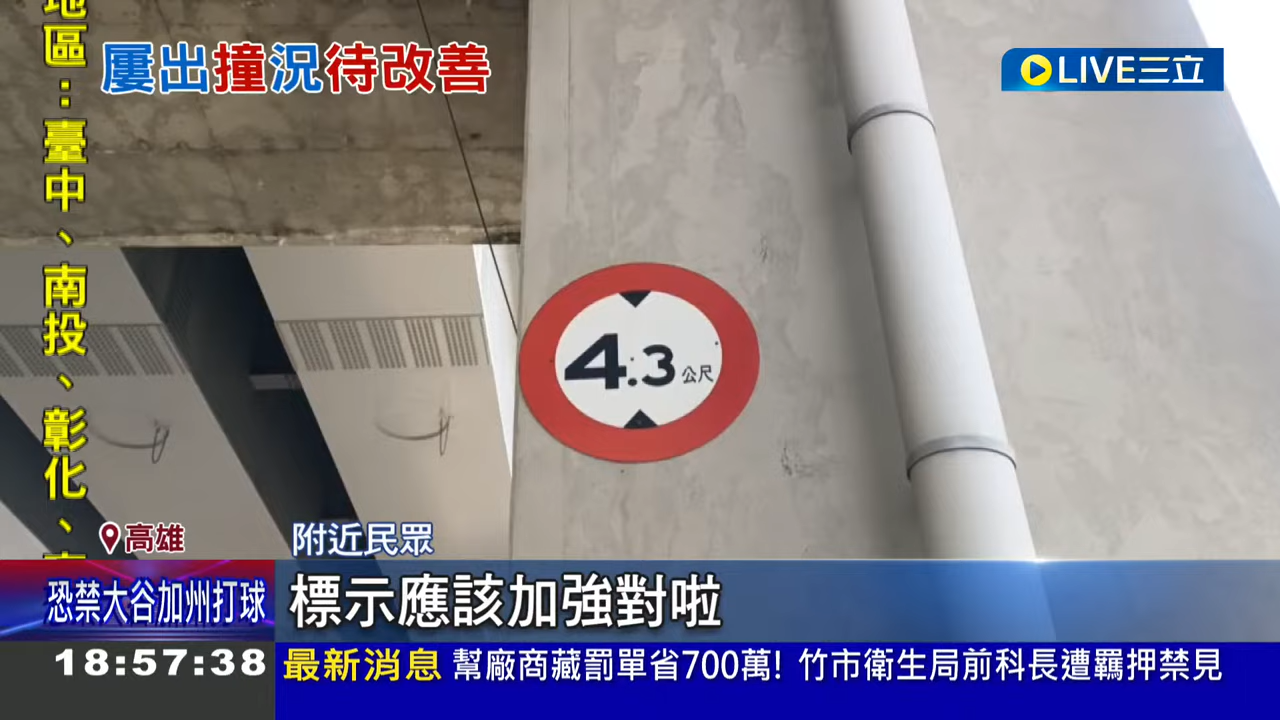 地區：臺中、南投、彰化、
屢出撞況待改善
LIVE三立
4.3公尺
高雄
附近民眾
恐禁大谷加州打球
標示應該加強對啦
18:57:38
最新消息 幫廠商藏罰單省700萬! 竹市衛生局前科長遭羈押禁見